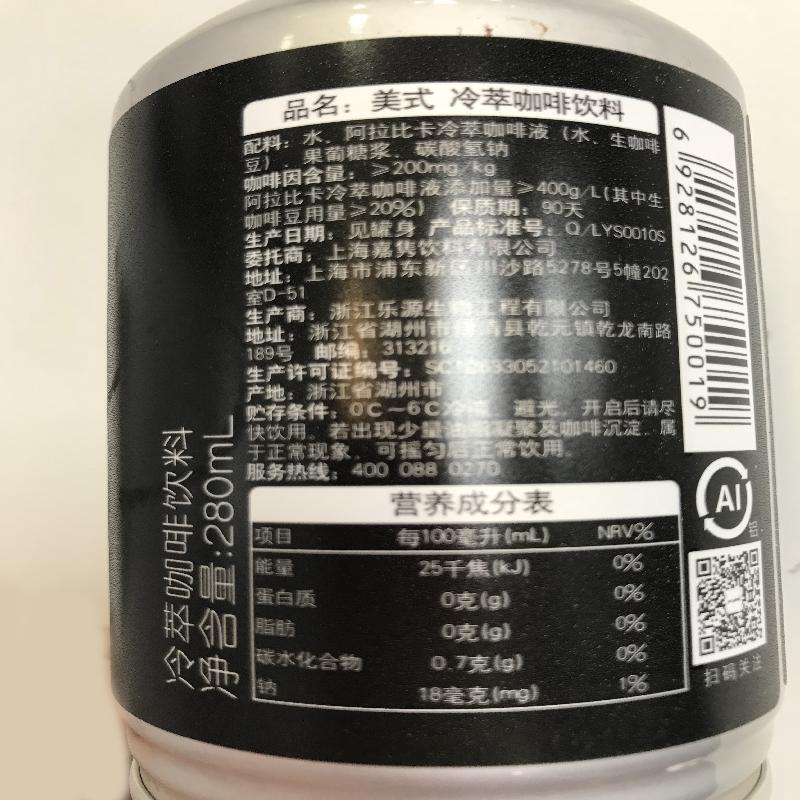 品名：美式 冷萃咖啡饮料
配料：水、阿拉比卡冷萃咖啡液（水、生咖啡
豆）、果葡糖浆、碳酸氢钠
咖啡因含量：≥200mg/kg
阿拉比卡冷萃咖啡液添加量≥400g/L(其中生
咖啡豆用量≥20%) 保质期：90天
生产日期：见罐身 产品标准号：Q/LYS0010S
委托商：上海嘉隽饮料有限公司
地址：上海市浦东新区川沙路5278号5幢202
室D-51
生产商：浙江乐源生物工程有限公司
地址：浙江省湖州市德清县乾元镇乾龙南路
189号 邮编：313216
生产许可证编号：SC12633052101460
产地：浙江省湖州市
贮存条件：0C～6C冷藏、避光。开启后请尽
快饮用。若出现少量油脂凝聚及咖啡沉淀，属
于正常现象，可摇匀后正常饮用。
服务热线：400 088 0270
营养成分表
项目 每100毫升(mL) NRV%
能量 25千焦(kJ) 0%
蛋白质 0克(g) 0%
脂肪 0克(g) 0%
碳水化合物 0.7克(g) 0%
钠 18毫克(mg) 1%
冷萃咖啡饮料
净含量:280mL
6 928126 750019
Al
铝
扫码关注